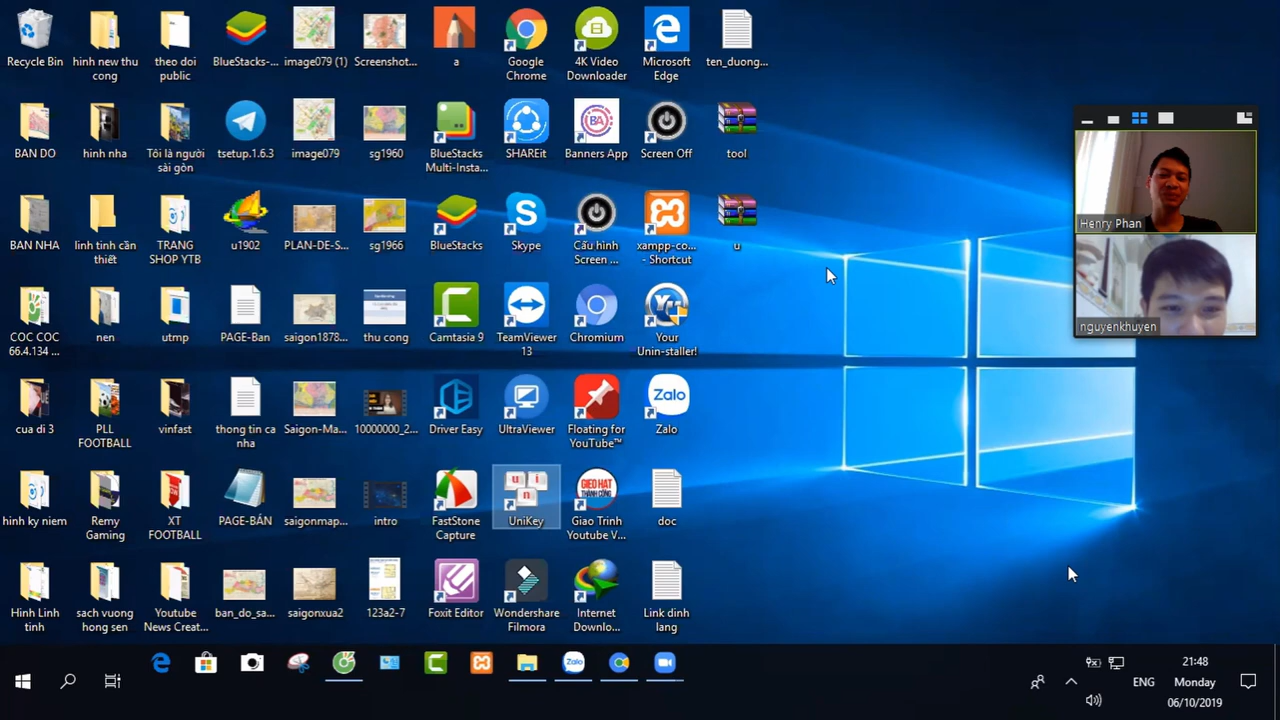 Recycle Bin
hinh new thu
cong
theo doi
public
BlueStacks-...
image079 (1)
Screenshot...
a
Google
Chrome
4K Video
Downloader
Microsoft
Edge
ten_duong...
BAN DO
hinh nha
Tôi là người
sài gòn
tsetup.1.6.3
image079
sg1960
BlueStacks
Multi-Insta...
SHAREit
BA
Banners App
Screen Off
tool
BAN NHA
linh tinh cần
thiết
TRANG
SHOP YTB
u1902
PLAN-DE-S...
sg1966
BlueStacks
Skype
Cấu hình
Screen ...
xampp-co...
- Shortcut
u
COC COC
66.4.134 ...
nen
utmp
PAGE-Ban
saigon1878...
thu cong
Camtasia 9
TeamViewer
13
Chromium
Your
Unin-staller!
cua di 3
PLL
FOOTBALL
vinfast
thong tin ca
nha
Saigon-Ma...
10000000_2...
Driver Easy
UltraViewer
Floating for
YouTube™
Zalo
Zalo
hinh ky niem
Remy
Gaming
XT
FOOTBALL
PAGE-BÁN
saigonmap...
intro
FastStone
Capture
u n i
UniKey
GIEO HẠT
THÀNH CÔNG
Giao Trinh
Youtube V...
doc
Hinh Linh
tinh
sach vuong
hong sen
Youtube
News Creat...
ban_do_sa...
saigonxua2
123a2-7
Foxit Editor
Wondershare
Filmora
Internet
Downlo...
Link dinh
lang
Henry Phan
nguyenkhuyen
Zalo
ENG
21:48
Monday
06/10/2019